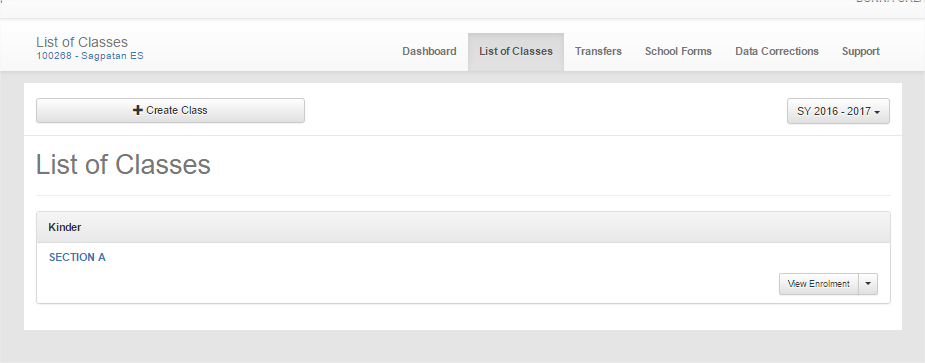 List of Classes
100268 - Sagpatan ES
Dashboard List of Classes Transfers School Forms Data Corrections Support
Create Class
SY 2016 - 2017
List of Classes
Kinder
SECTION A
View Enrolment